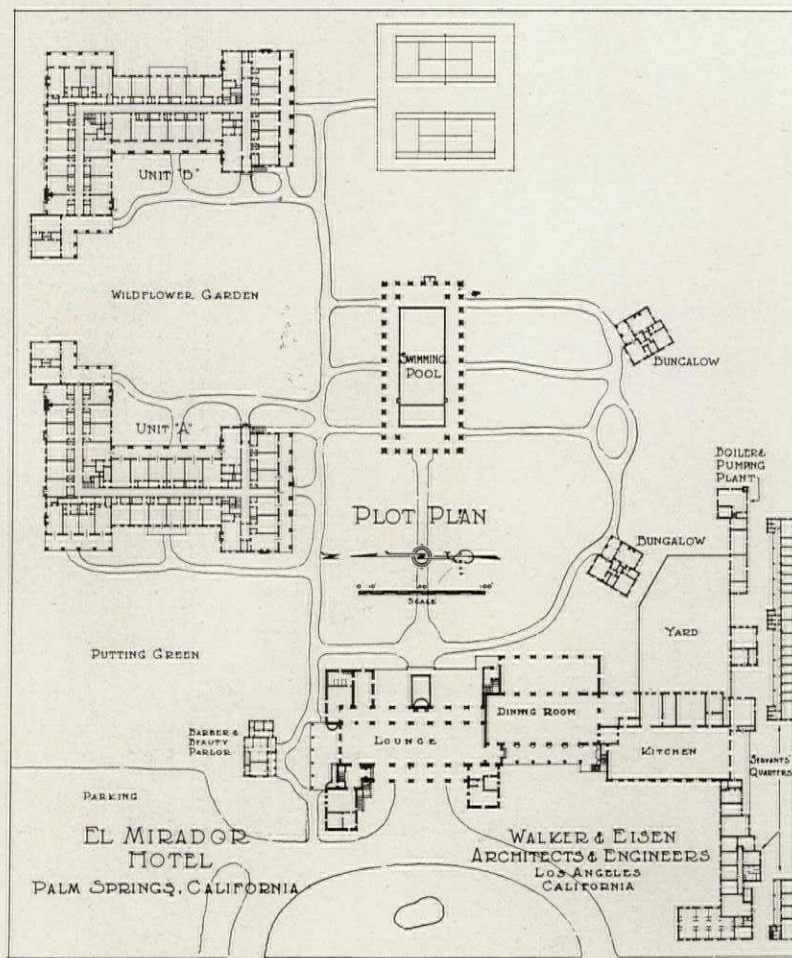 UNIT "B"
WILDFLOWER GARDEN
SWIMMING
POOL
BUNGALOW
UNIT "A"
BOILER &
PUMPING
PLANT
PLOT PLAN
N
BUNGALOW
SCALE
YARD
PUTTING GREEN
BARBER &
BEAUTY
PARLOR
LOUNGE
DINING ROOM
KITCHEN
SERVANTS'
QUARTERS
PARKING
EL MIRADOR
HOTEL
PALM SPRINGS, CALIFORNIA
WALKER & EISEN
ARCHITECTS & ENGINEERS
LOS ANGELES
CALIFORNIA